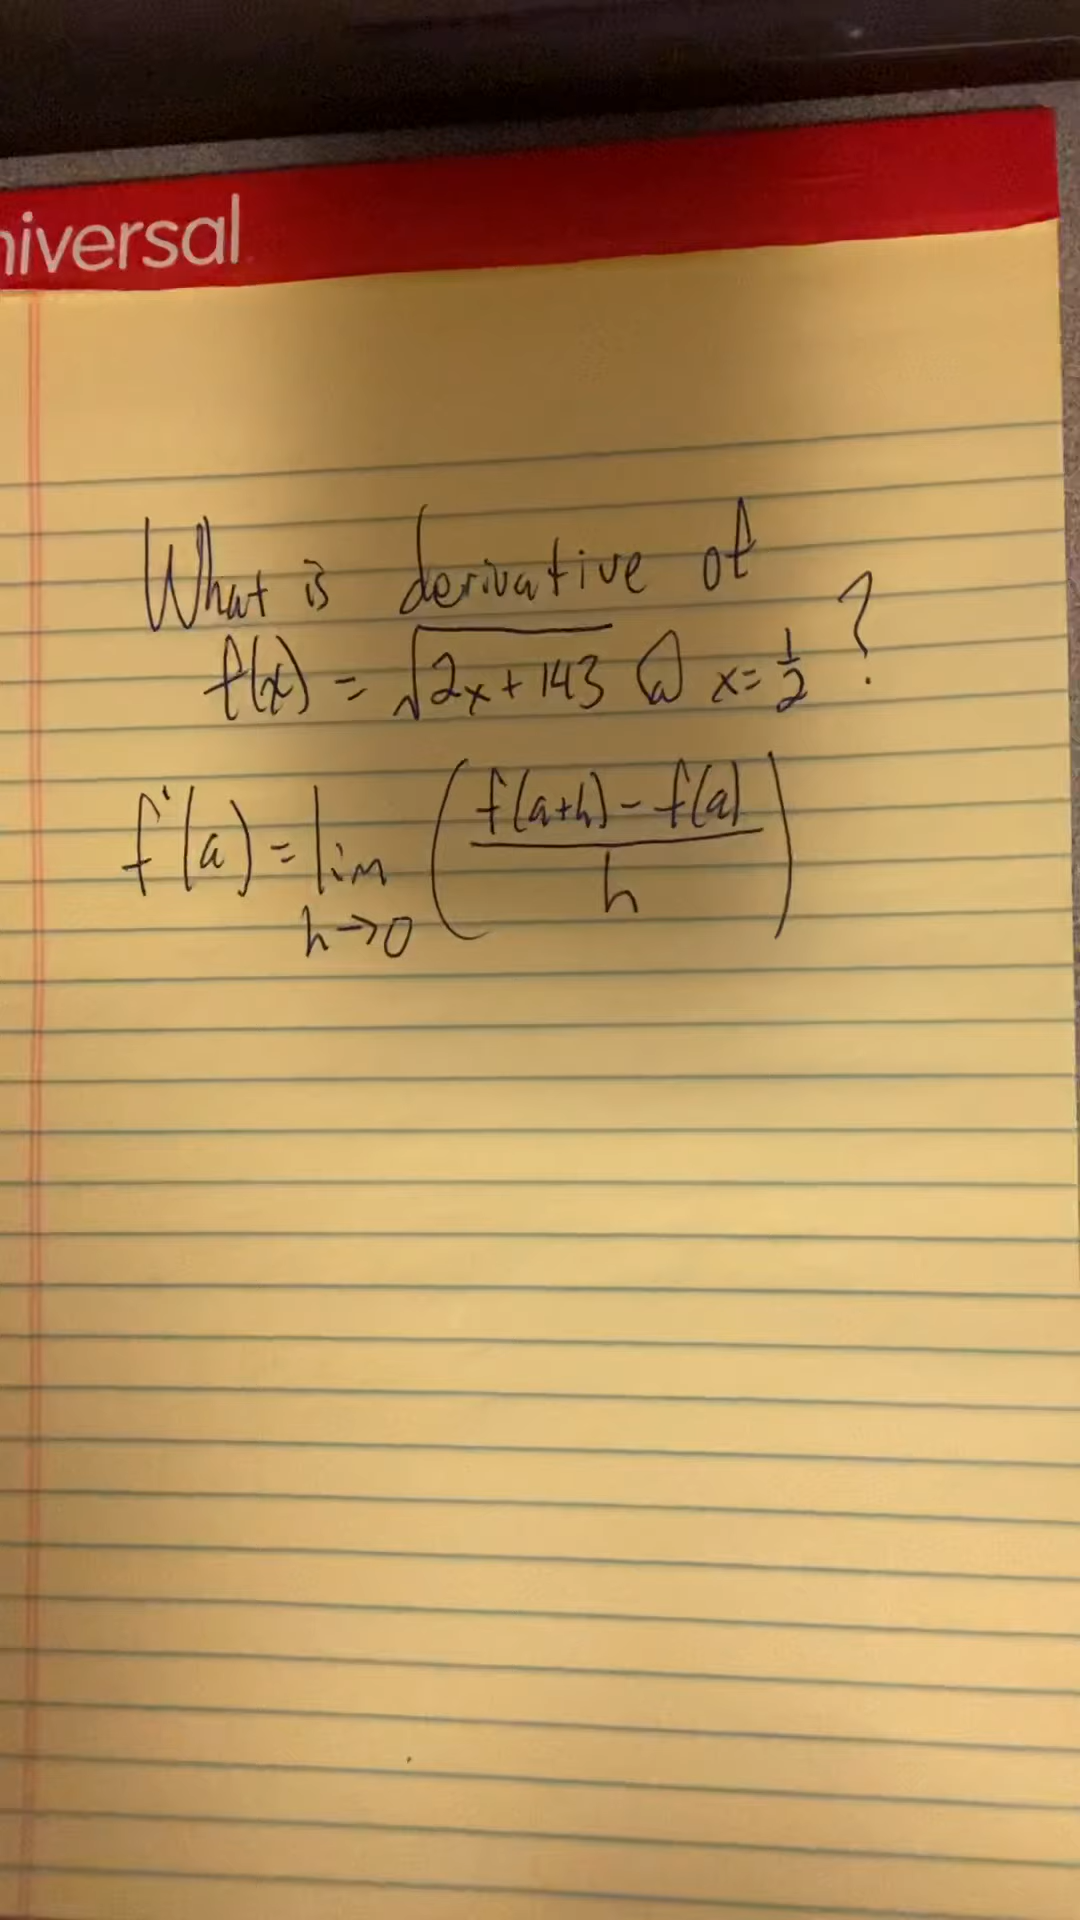 niversal
What is derivative of
f(x) = √(2x + 143) @ x = 1/2 ?
f'(a) = lim h→0 ( (f(a+h) - f(a)) / h )